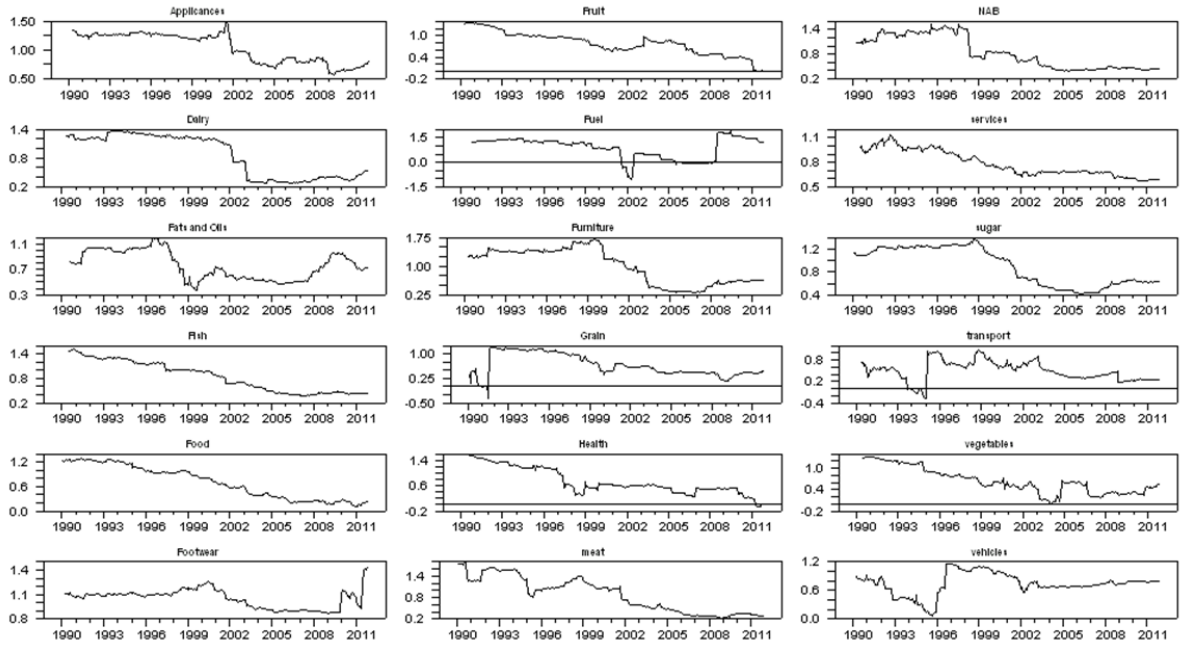 Applicances Fruit NAB
1.50 1.0 1.4
1.00 0.4 0.8
0.50 -0.2 0.2
1990 1993 1996 1999 2002 2005 2008 2011 1990 1993 1996 1999 2002 2005 2008 2011 1990 1993 1996 1999 2002 2005 2008 2011
Dairy Fuel services
1.4 1.5 1.1
0.8 0.0 0.8
0.2 -1.5 0.5
1990 1993 1996 1999 2002 2005 2008 2011 1990 1993 1996 1999 2002 2005 2008 2011 1990 1993 1996 1999 2002 2005 2008 2011
Fats and Oils Furniture sugar
1.1 1.75 1.2
0.7 1.00 0.8
0.3 0.25 0.4
1990 1993 1996 1999 2002 2005 2008 2011 1990 1993 1996 1999 2002 2005 2008 2011 1990 1993 1996 1999 2002 2005 2008 2011
Fish Grain transport
1.4 1.00 0.8
0.8 0.25 0.2
0.2 -0.50 -0.4
1990 1993 1996 1999 2002 2005 2008 2011 1990 1993 1996 1999 2002 2005 2008 2011 1990 1993 1996 1999 2002 2005 2008 2011
Food Health vegetables
1.2 1.4 1.0
0.6 0.6 0.4
0.0 -0.2 -0.2
1990 1993 1996 1999 2002 2005 2008 2011 1990 1993 1996 1999 2002 2005 2008 2011 1990 1993 1996 1999 2002 2005 2008 2011
Footwear meat vehicles
1.4 1.4 1.2
1.1 0.8 0.6
0.8 0.2 0.0
1990 1993 1996 1999 2002 2005 2008 2011 1990 1993 1996 1999 2002 2005 2008 2011 1990 1993 1996 1999 2002 2005 2008 2011